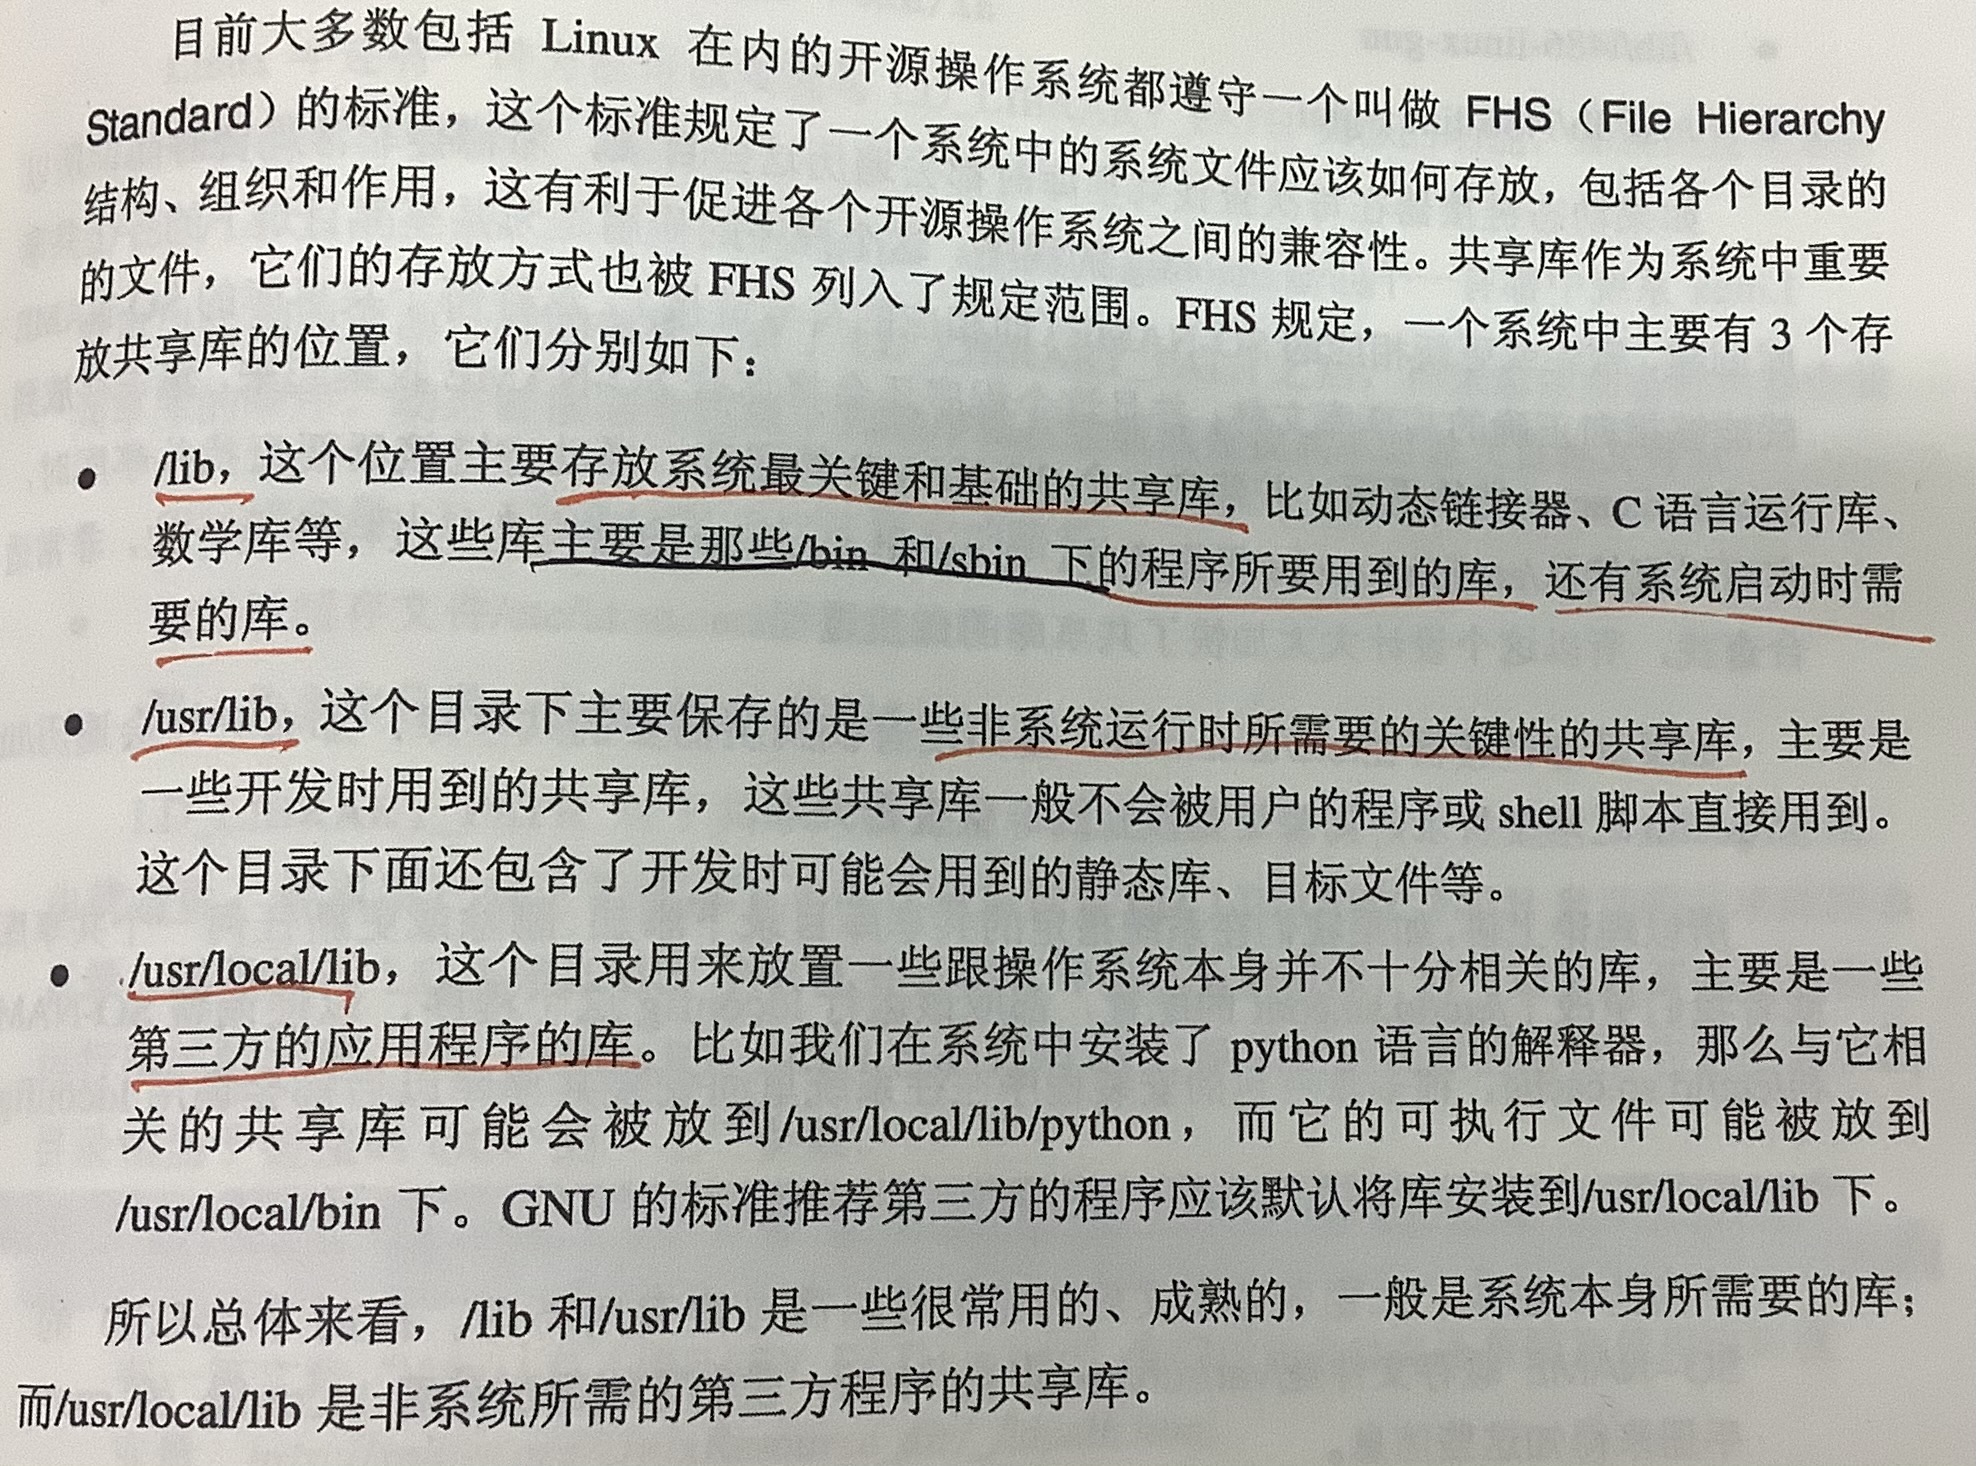 目前大多数包括 Linux 在内的开源操作系统都遵守一个叫做 FHS（File Hierarchy
Standard）的标准，这个标准规定了一个系统中的系统文件应该如何存放，包括各个目录的
结构、组织和作用，这有利于促进各个开源操作系统之间的兼容性。共享库作为系统中重要
的文件，它们的存放方式也被 FHS 列入了规定范围。FHS 规定，一个系统中主要有 3 个存
放共享库的位置，它们分别如下：
● /lib，这个位置主要存放系统最关键和基础的共享库，比如动态链接器、C 语言运行库、
数学库等，这些库主要是那些/bin 和/sbin 下的程序所要用到的库，还有系统启动时需
要的库。
● /usr/lib，这个目录下主要保存的是一些非系统运行时所需要的关键性的共享库，主要是
一些开发时用到的共享库，这些共享库一般不会被用户的程序或 shell 脚本直接用到。
这个目录下面还包含了开发时可能会用到的静态库、目标文件等。
● /usr/local/lib，这个目录用来放置一些跟操作系统本身并不十分相关的库，主要是一些
第三方的应用程序的库。比如我们在系统中安装了 python 语言的解释器，那么与它相
关的共享库可能会被放到/usr/local/lib/python，而它的可执行文件可能被放到
/usr/local/bin 下。GNU 的标准推荐第三方的程序应该默认将库安装到/usr/local/lib 下。
所以总体来看，/lib 和/usr/lib 是一些很常用的、成熟的，一般是系统本身所需要的库；
而/usr/local/lib 是非系统所需的第三方程序的共享库。